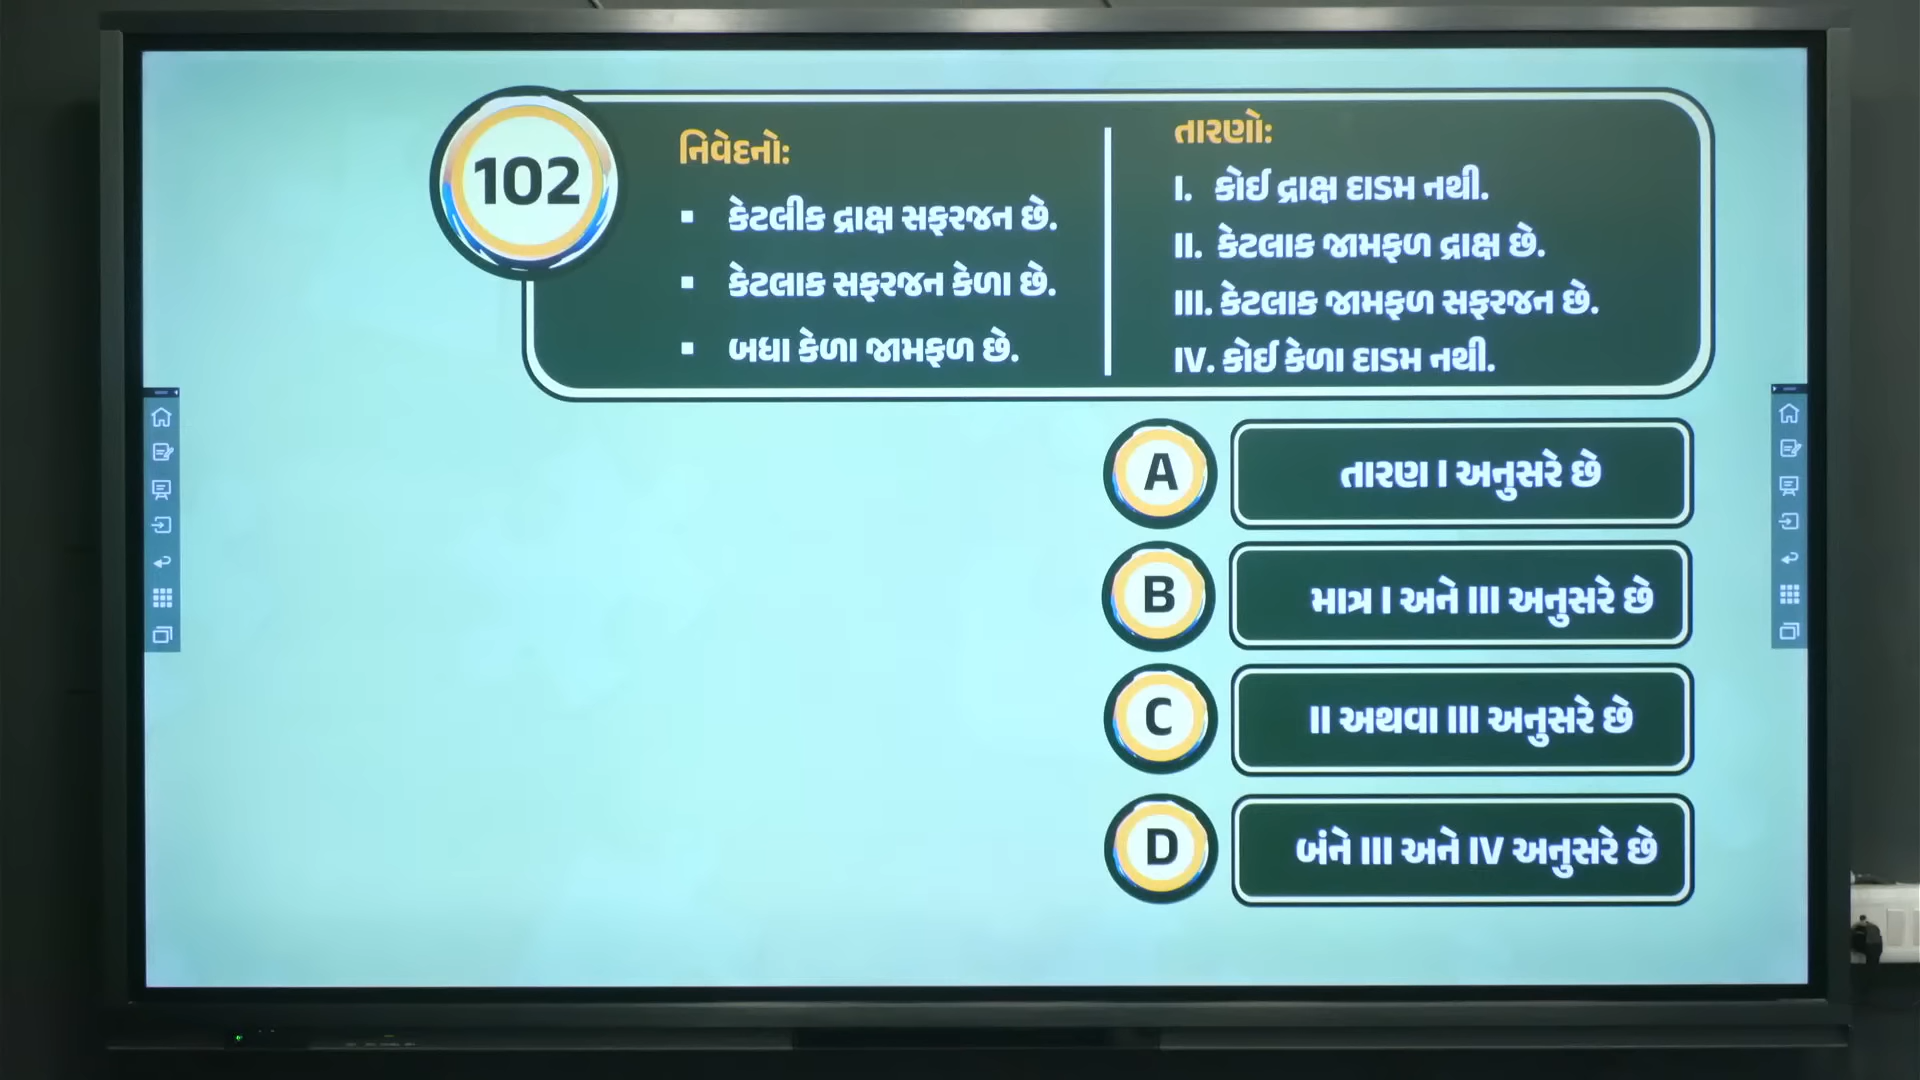 102
નિવેદનો:
▪ કેટલીક દ્રાક્ષ સફરજન છે.
▪ કેટલાક સફરજન કેળા છે.
▪ બધા કેળા જામફળ છે.
તારણો:
I. કોઈ દ્રાક્ષ દાડમ નથી.
II. કેટલાક જામફળ દ્રાક્ષ છે.
III. કેટલાક જામફળ સફરજન છે.
IV. કોઈ કેળા દાડમ નથી.
A તારણ I અનુસરે છે
B માત્ર I અને III અનુસરે છે
C II અથવા III અનુસરે છે
D બંને III અને IV અનુસરે છે